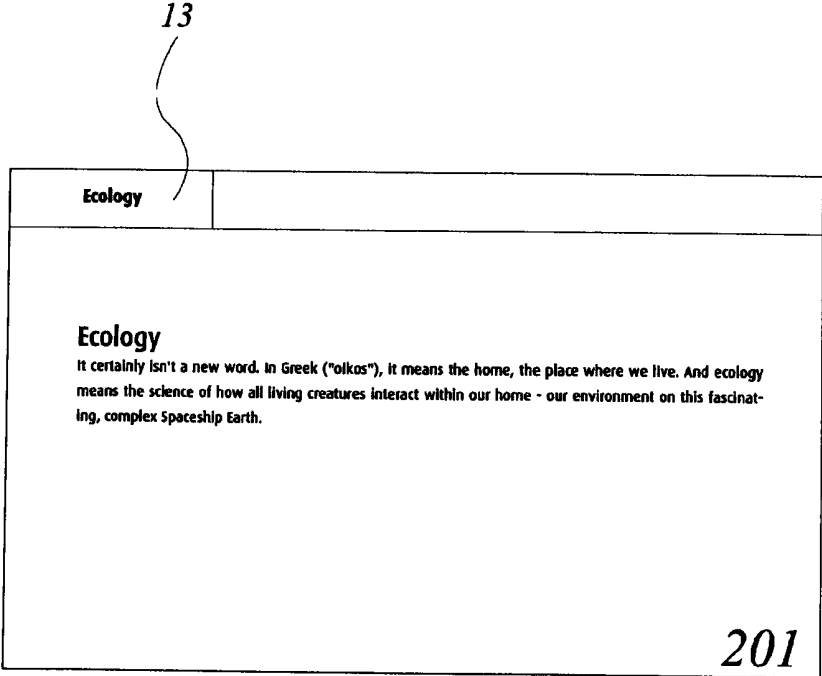 13
Ecology
Ecology
It certainly isn't a new word. In Greek ("oikos"), it means the home, the place where we live. And ecology
means the science of how all living creatures interact within our home - our environment on this fascinat-
ing, complex Spaceship Earth.
201